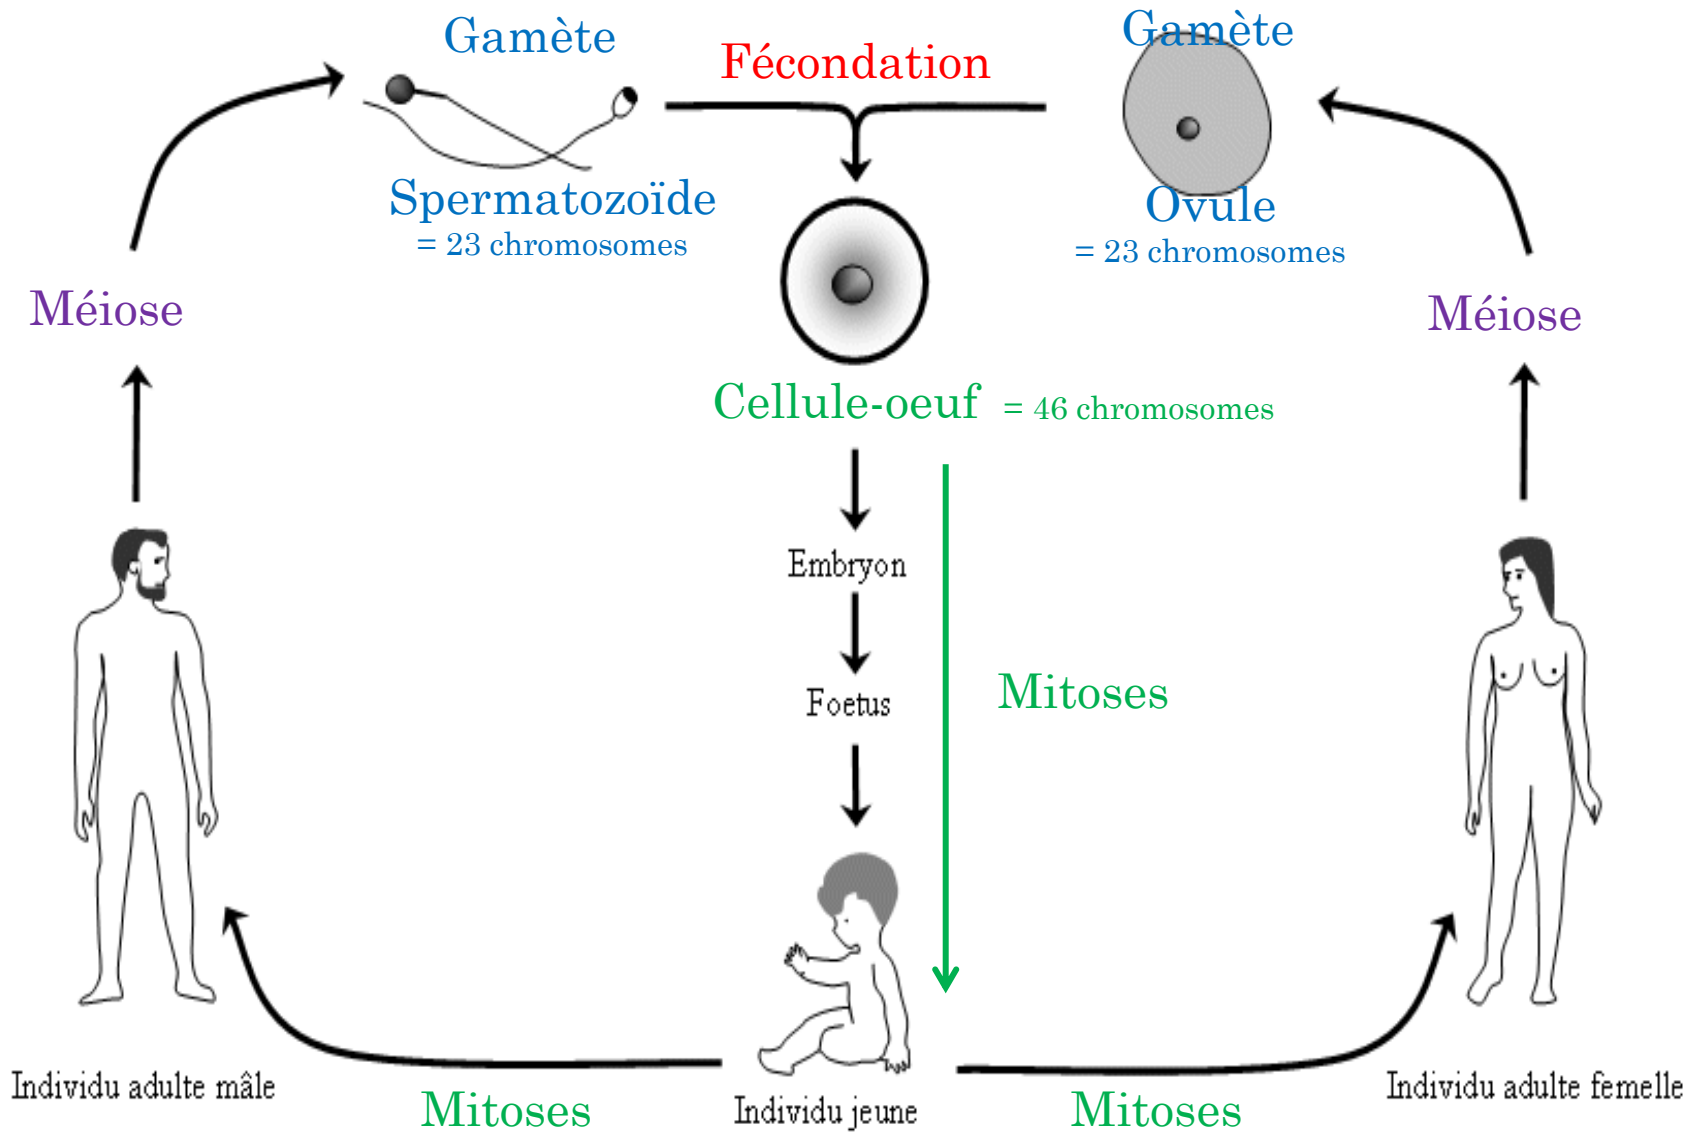 Gamète
Fécondation
Gamète
Spermatozoïde
= 23 chromosomes
Ovule
= 23 chromosomes
Méiose
Méiose
Cellule-oeuf = 46 chromosomes
Embryon
Mitoses
Foetus
Individu adulte mâle
Mitoses
Individu jeune
Mitoses
Individu adulte femelle